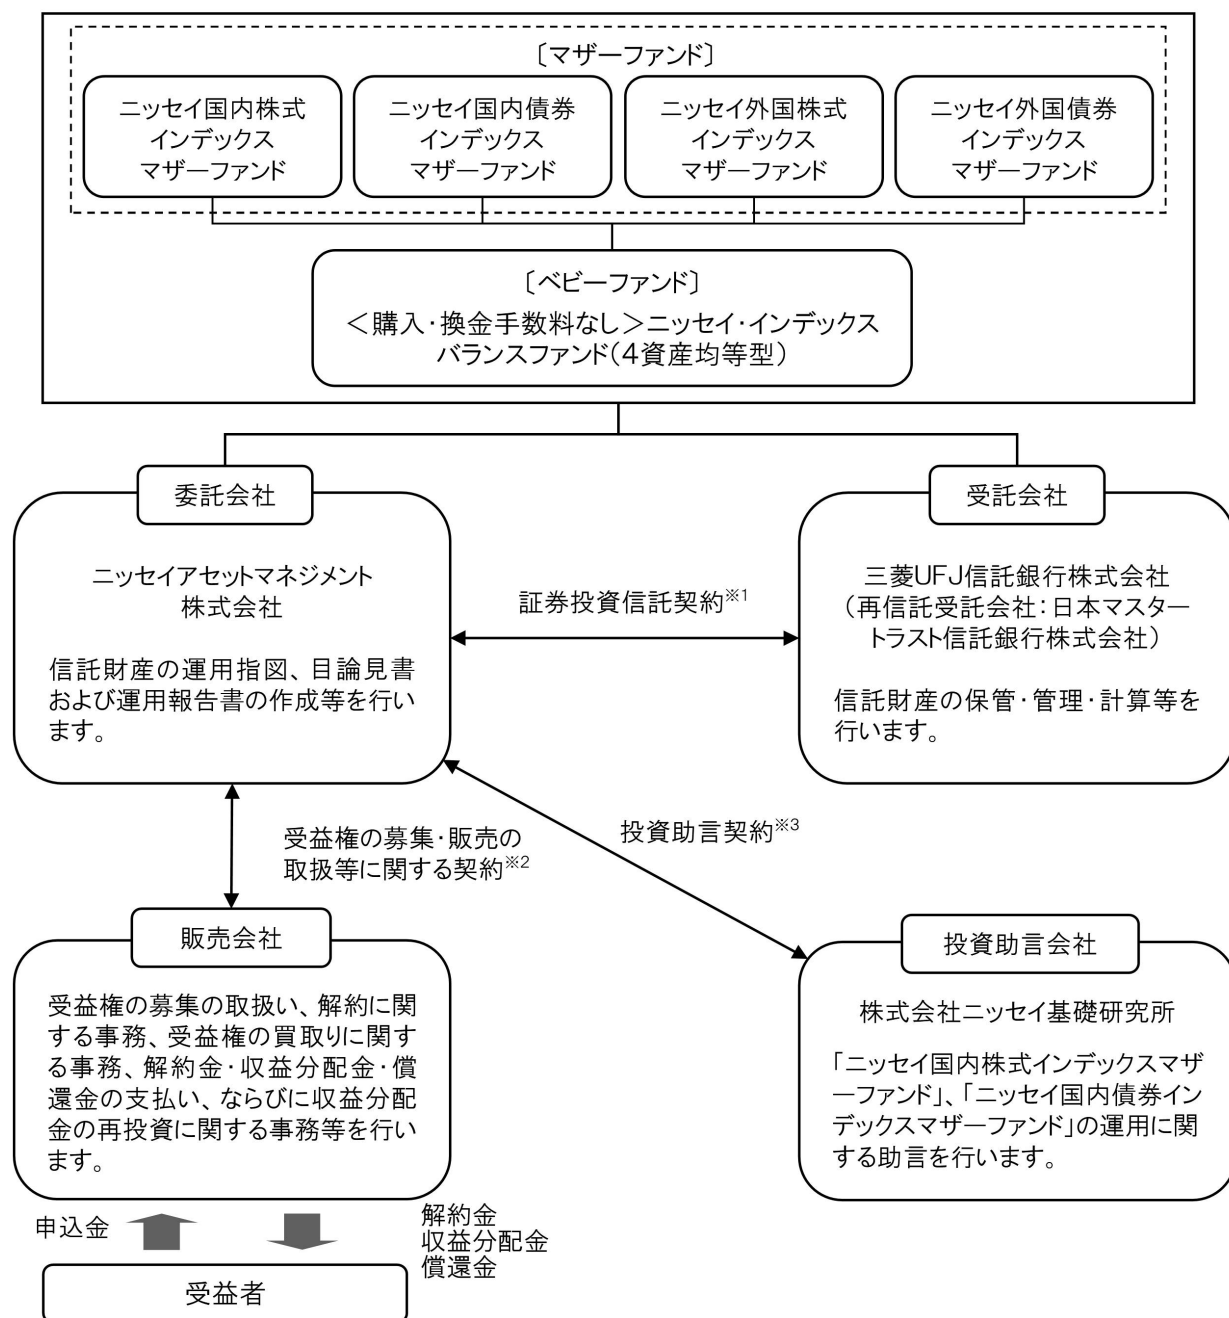 〔マザーファンド〕
ニッセイ国内株式
インデックス
マザーファンド
ニッセイ国内債券
インデックス
マザーファンド
ニッセイ外国株式
インデックス
マザーファンド
ニッセイ外国債券
インデックス
マザーファンド
〔ベビーファンド〕
＜購入・換金手数料なし＞ニッセイ・インデックス
バランスファンド（４資産均等型）
委託会社
ニッセイアセットマネジメント
株式会社
信託財産の運用指図、目論見書
および運用報告書の作成等を行い
ます。
証券投資信託契約※1
受託会社
三菱UFJ信託銀行株式会社
（再信託受託会社：日本マスター
トラスト信託銀行株式会社）
信託財産の保管・管理・計算等を
行います。
受益権の募集・販売の
取扱等に関する契約※2
投資助言契約※3
販売会社
受益権の募集の取扱い、解約に関
する事務、受益権の買取りに関す
る事務、解約金・収益分配金・償
還金の支払い、ならびに収益分配
金の再投資に関する事務等を行い
ます。
投資助言会社
株式会社ニッセイ基礎研究所
「ニッセイ国内株式インデックスマザ
ーファンド」、「ニッセイ国内債券イン
デックスマザーファンド」の運用に関
する助言を行います。
申込金
解約金
収益分配金
償還金
受益者